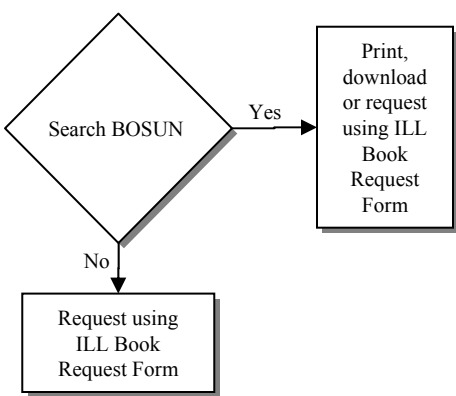 Search BOSUN
Yes
Print,
download
or request
using ILL
Book
Request
Form
No
Request using
ILL Book
Request Form